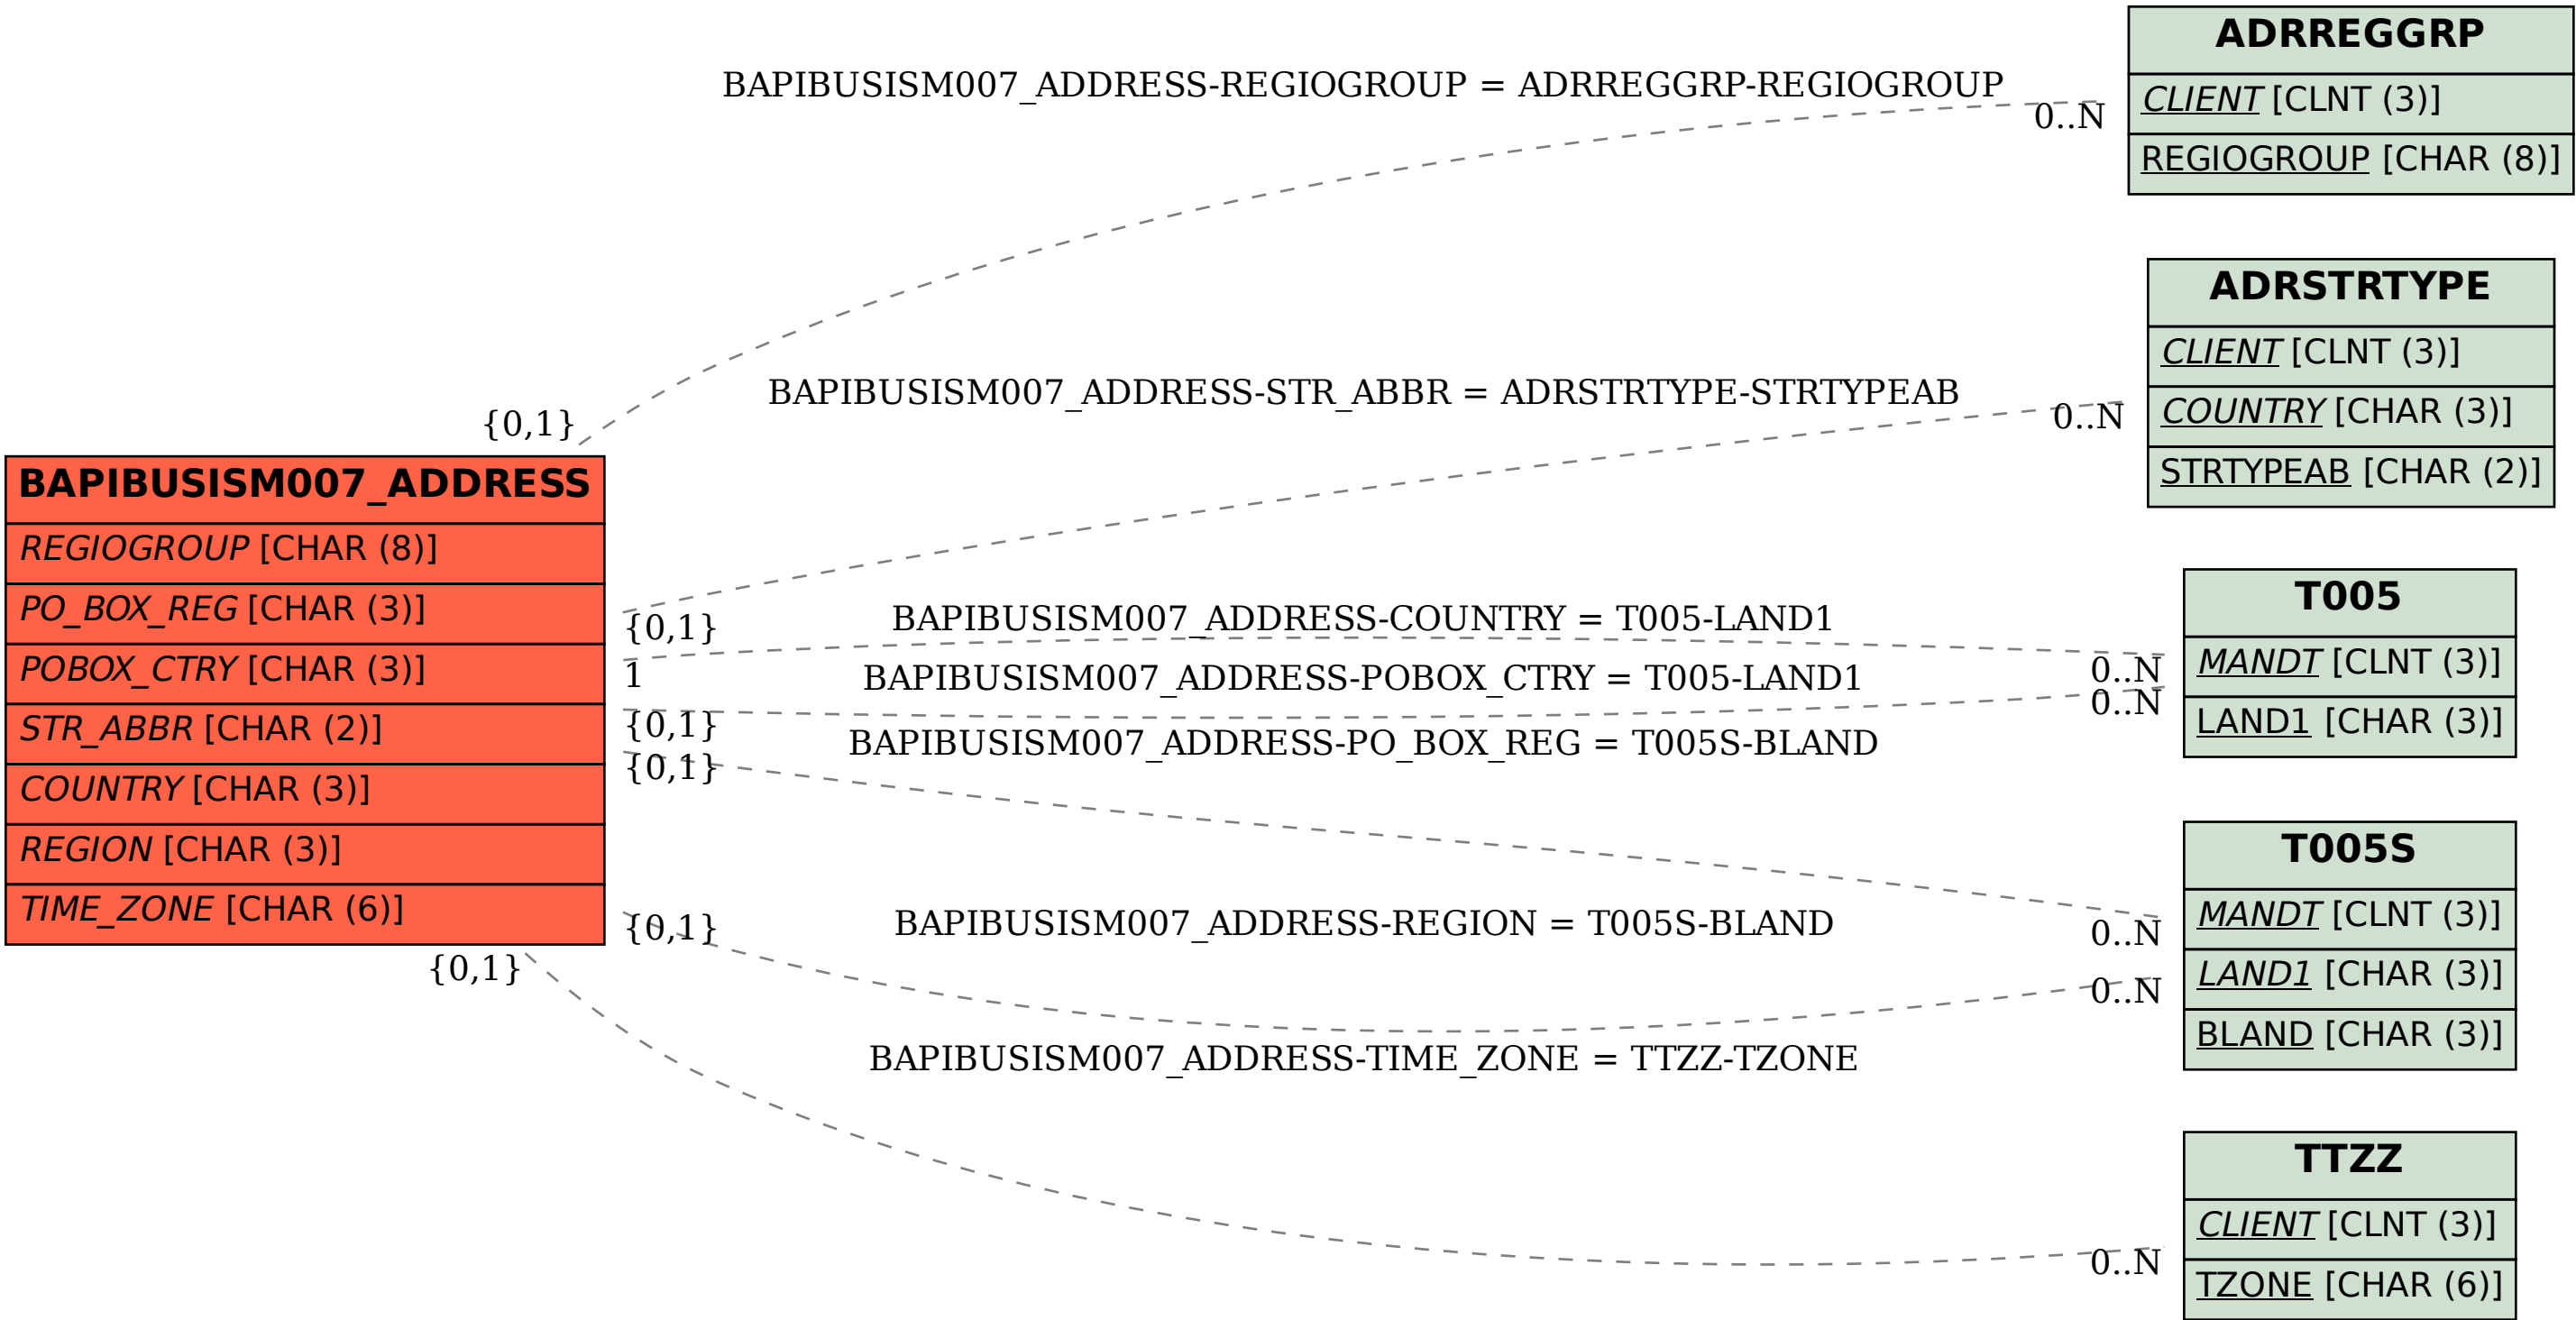 BAPIBUSISM007_ADDRESS
REGIOGROUP [CHAR (8)]
PO_BOX_REG [CHAR (3)]
POBOX_CTRY [CHAR (3)]
STR_ABBR [CHAR (2)]
COUNTRY [CHAR (3)]
REGION [CHAR (3)]
TIME_ZONE [CHAR (6)]
BAPIBUSISM007_ADDRESS-REGIOGROUP = ADRREGGRP-REGIOGROUP
0..N
{0,1}
BAPIBUSISM007_ADDRESS-STR_ABBR = ADRSTRTYPE-STRTYPEAB
0..N
{0,1}
BAPIBUSISM007_ADDRESS-COUNTRY = T005-LAND1
1
0..N
BAPIBUSISM007_ADDRESS-POBOX_CTRY = T005-LAND1
{0,1}
0..N
BAPIBUSISM007_ADDRESS-PO_BOX_REG = T005S-BLAND
{0,1}
0..N
BAPIBUSISM007_ADDRESS-REGION = T005S-BLAND
{0,1}
0..N
BAPIBUSISM007_ADDRESS-TIME_ZONE = TTZZ-TZONE
{0,1}
0..N
ADRREGGRP
CLIENT [CLNT (3)]
REGIOGROUP [CHAR (8)]
ADRSTRTYPE
CLIENT [CLNT (3)]
COUNTRY [CHAR (3)]
STRTYPEAB [CHAR (2)]
T005
MANDT [CLNT (3)]
LAND1 [CHAR (3)]
T005S
MANDT [CLNT (3)]
LAND1 [CHAR (3)]
BLAND [CHAR (3)]
TTZZ
CLIENT [CLNT (3)]
TZONE [CHAR (6)]